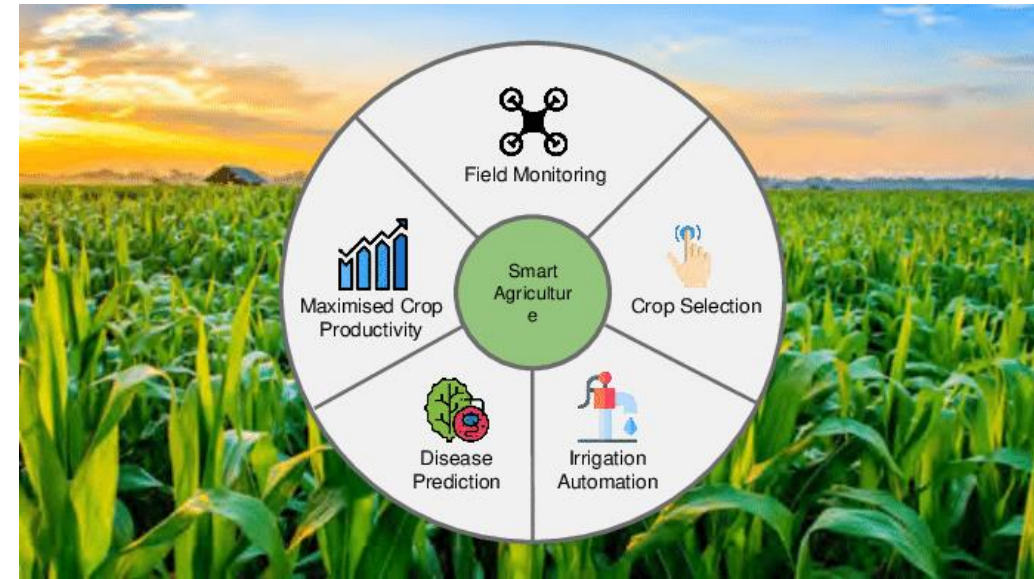 Field Monitoring
Smart
Agricultur
e
Crop Selection
Maximised Crop
Productivity
Disease
Prediction
Irrigation
Automation